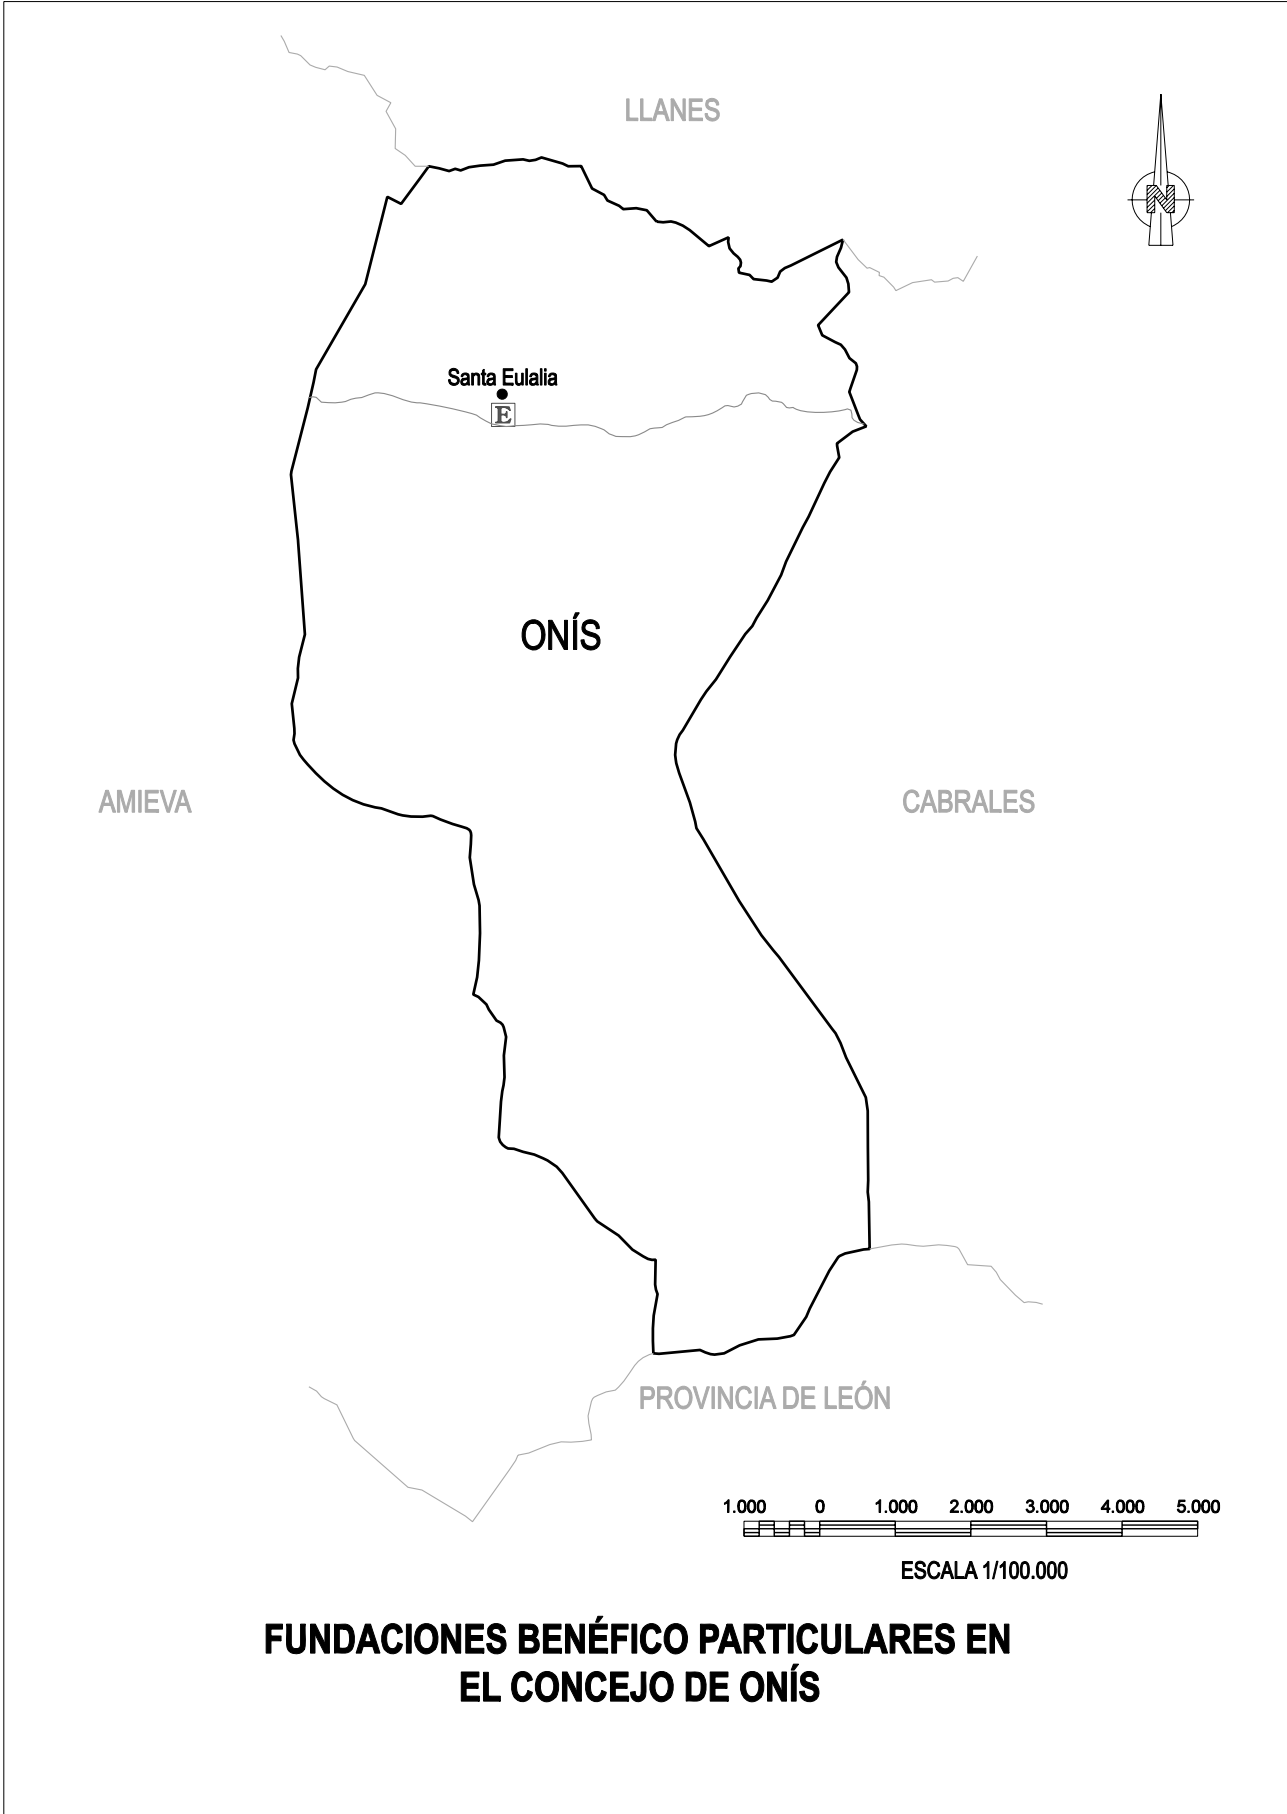 LLANES
N
Santa Eulalia
E
ONÍS
AMIEVA
CABRALES
PROVINCIA DE LEÓN
1.000 0 1.000 2.000 3.000 4.000 5.000
ESCALA 1/100.000
FUNDACIONES BENÉFICO PARTICULARES EN
EL CONCEJO DE ONÍS